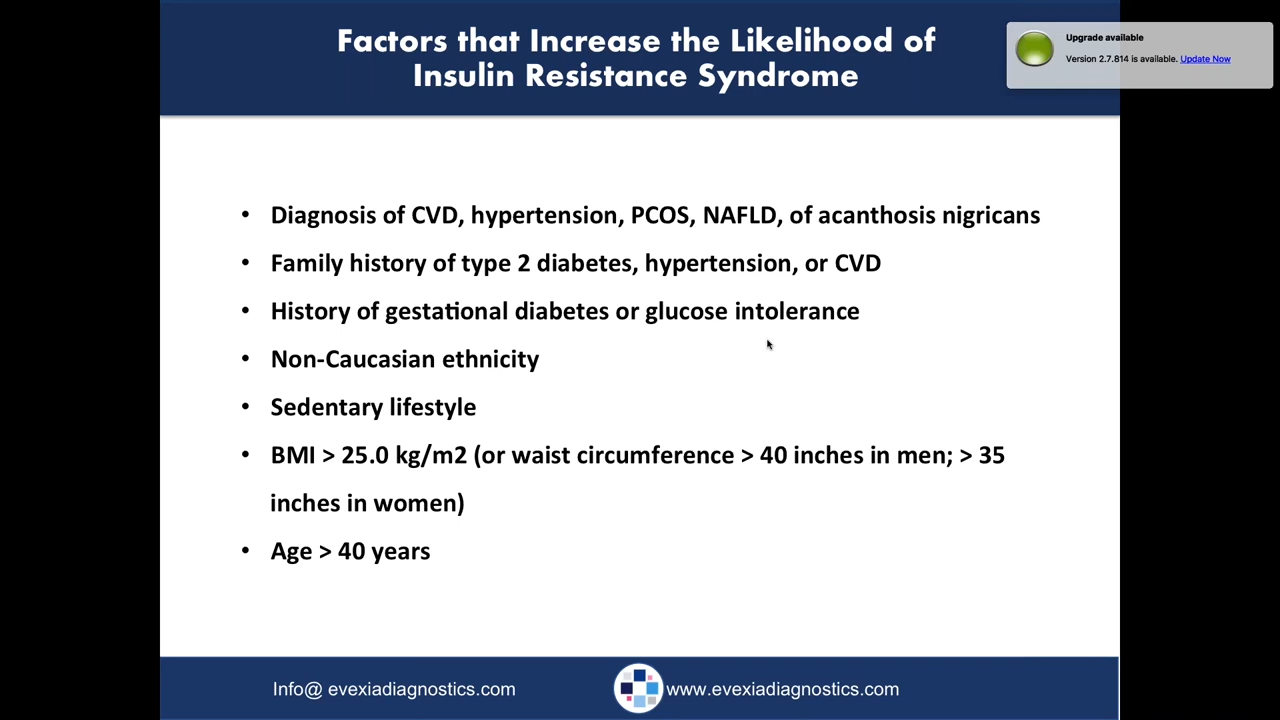 Factors that Increase the Likelihood of
Insulin Resistance Syndrome
Upgrade available
Version 2.7.814 is available. Update Now
• Diagnosis of CVD, hypertension, PCOS, NAFLD, of acanthosis nigricans
• Family history of type 2 diabetes, hypertension, or CVD
• History of gestational diabetes or glucose intolerance
• Non-Caucasian ethnicity
• Sedentary lifestyle
• BMI > 25.0 kg/m2 (or waist circumference > 40 inches in men; > 35
inches in women)
• Age > 40 years
Info@ evexiadiagnostics.com
www.evexiadiagnostics.com